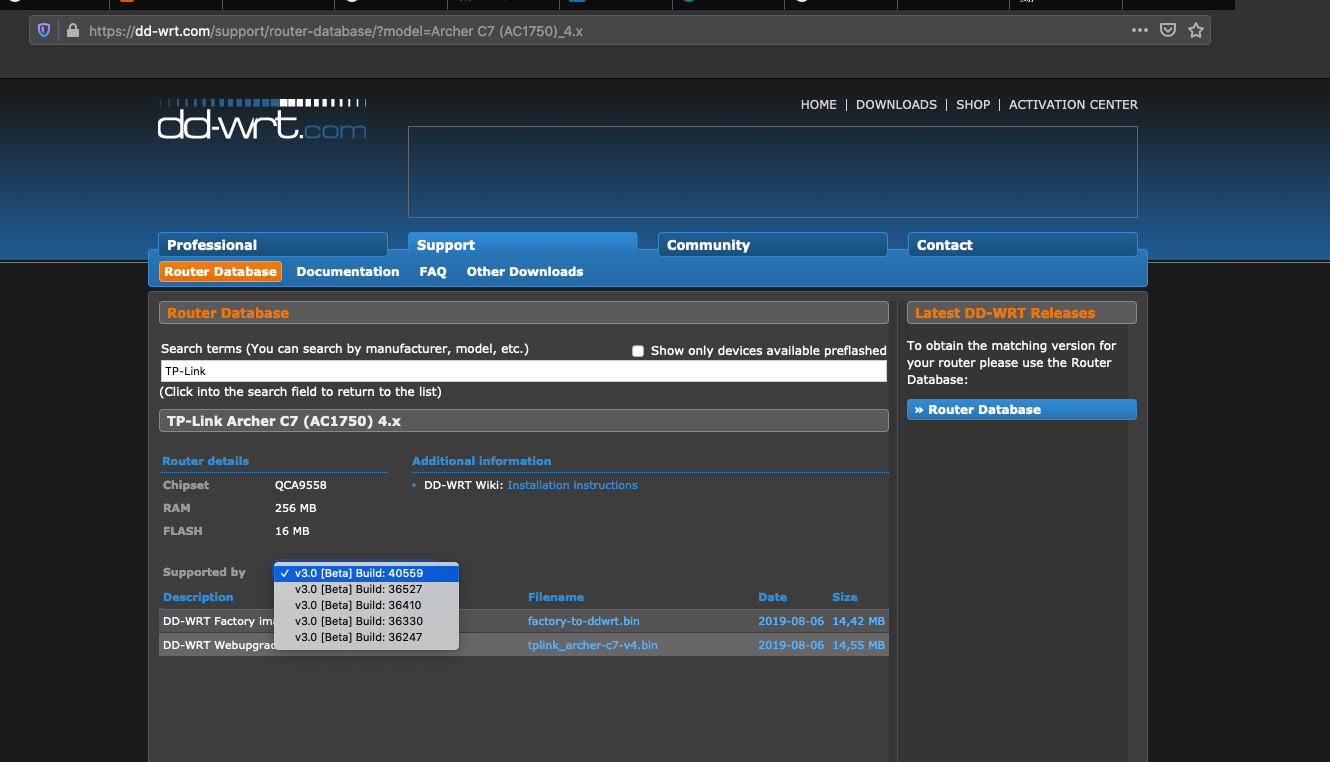 https://dd-wrt.com/support/router-database/?model=Archer C7 (AC1750)_4.x
dd-wrt.com
HOME | DOWNLOADS | SHOP | ACTIVATION CENTER
Professional
Support
Community
Contact
Router Database
Documentation
FAQ
Other Downloads
Router Database
Search terms (You can search by manufacturer, model, etc.)
Show only devices available preflashed
TP-Link
(Click into the search field to return to the list)
TP-Link Archer C7 (AC1750) 4.x
Router details
Chipset QCA9558
RAM 256 MB
FLASH 16 MB
Additional information
• DD-WRT Wiki: Installation instructions
Supported by
✓ v3.0 [Beta] Build: 40559
v3.0 [Beta] Build: 36527
v3.0 [Beta] Build: 36410
v3.0 [Beta] Build: 36330
v3.0 [Beta] Build: 36247
Description Filename Date Size
DD-WRT Factory factory-to-ddwrt.bin 2019-08-06 14,42 MB
DD-WRT tplink_archer-c7-v4.bin 2019-08-06 14,55 MB
Latest DD-WRT Releases
To obtain the matching version for
your router please use the Router
Database:
» Router Database